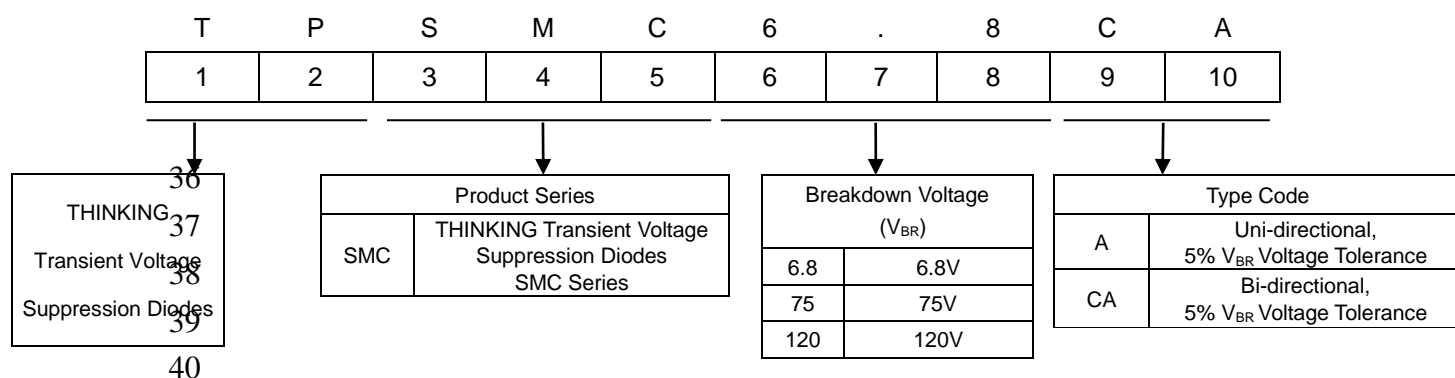 T P S M C 6 . 8 C A
1 2 3 4 5 6 7 8 9 10
36
THINKING
37
Transient Voltage
38
Suppression Diodes
39
40
Product Series
SMC
THINKING Transient Voltage
Suppression Diodes
SMC Series
Breakdown Voltage
(VBR)
6.8 6.8V
75 75V
120 120V
Type Code
A
Uni-directional,
5% VBR Voltage Tolerance
CA
Bi-directional,
5% VBR Voltage Tolerance